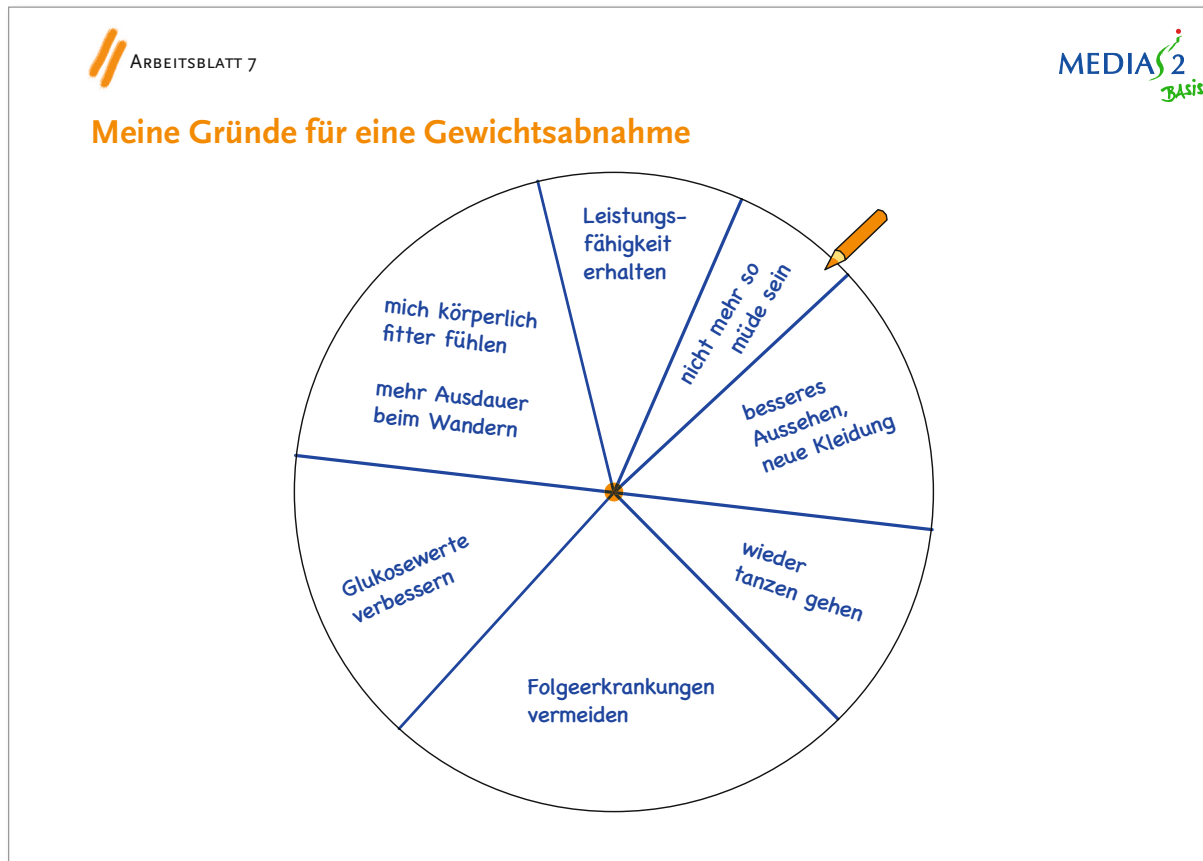 ARBEITSBLATT 7
MEDIAS 2
BAsis
Meine Gründe für eine Gewichtsabnahme
Leistungs-
fähigkeit
erhalten
nicht mehr so
müde sein
besseres
Aussehen,
neue Kleidung
wieder
tanzen gehen
Folgeerkrankungen
vermeiden
Glukosewerte
verbessern
mich körperlich
fitter fühlen
mehr Ausdauer
beim Wandern